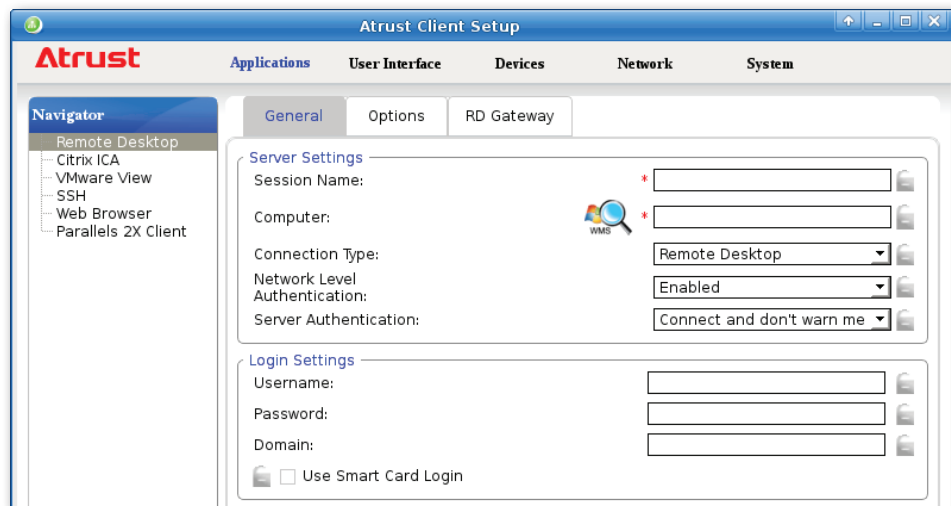 Atrust Client Setup
Atrust
Applications User Interface Devices Network System
Navigator
Remote Desktop
Citrix ICA
VMware View
SSH
Web Browser
Parallels 2X Client
General Options RD Gateway
Server Settings
Session Name: *
Computer: WMS *
Connection Type: Remote Desktop
Network Level
Authentication: Enabled
Server Authentication: Connect and don't warn me
Login Settings
Username:
Password:
Domain:
Use Smart Card Login